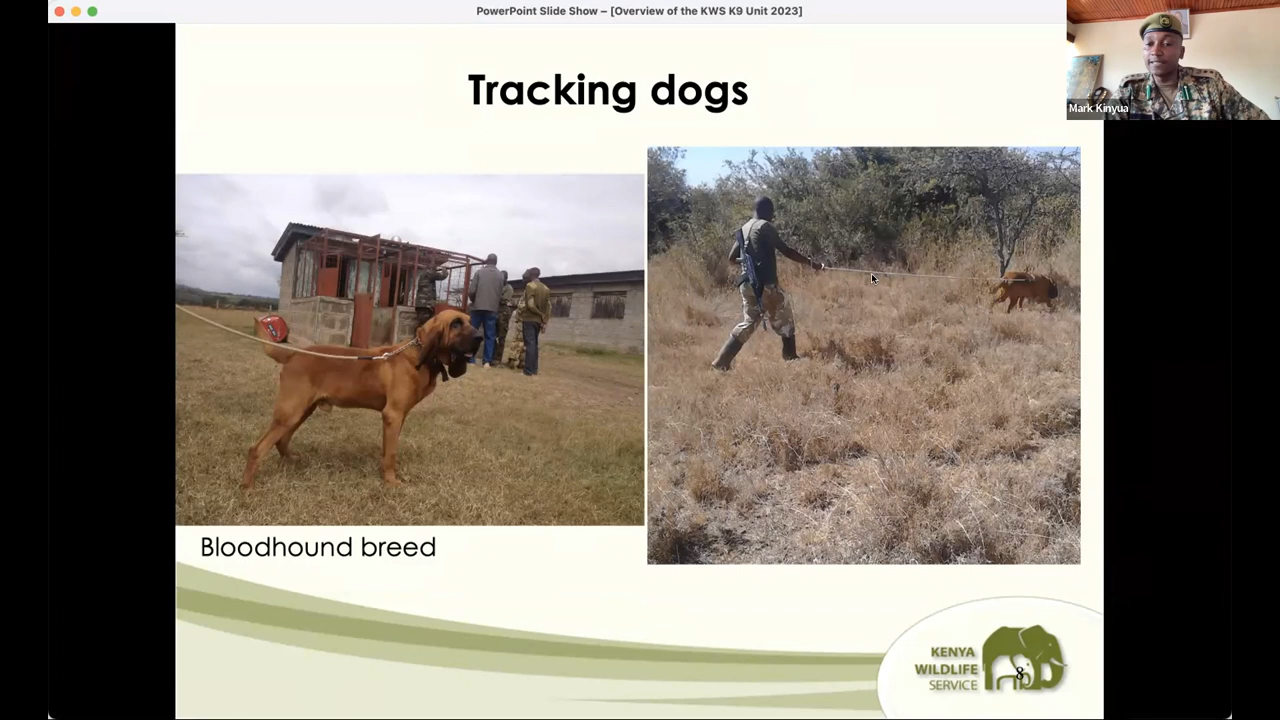 PowerPoint Slide Show – [Overview of the KWS K9 Unit 2023]
Mark Kinyua
Tracking dogs
Bloodhound breed
KENYA
WILDLIFE
SERVICE
8